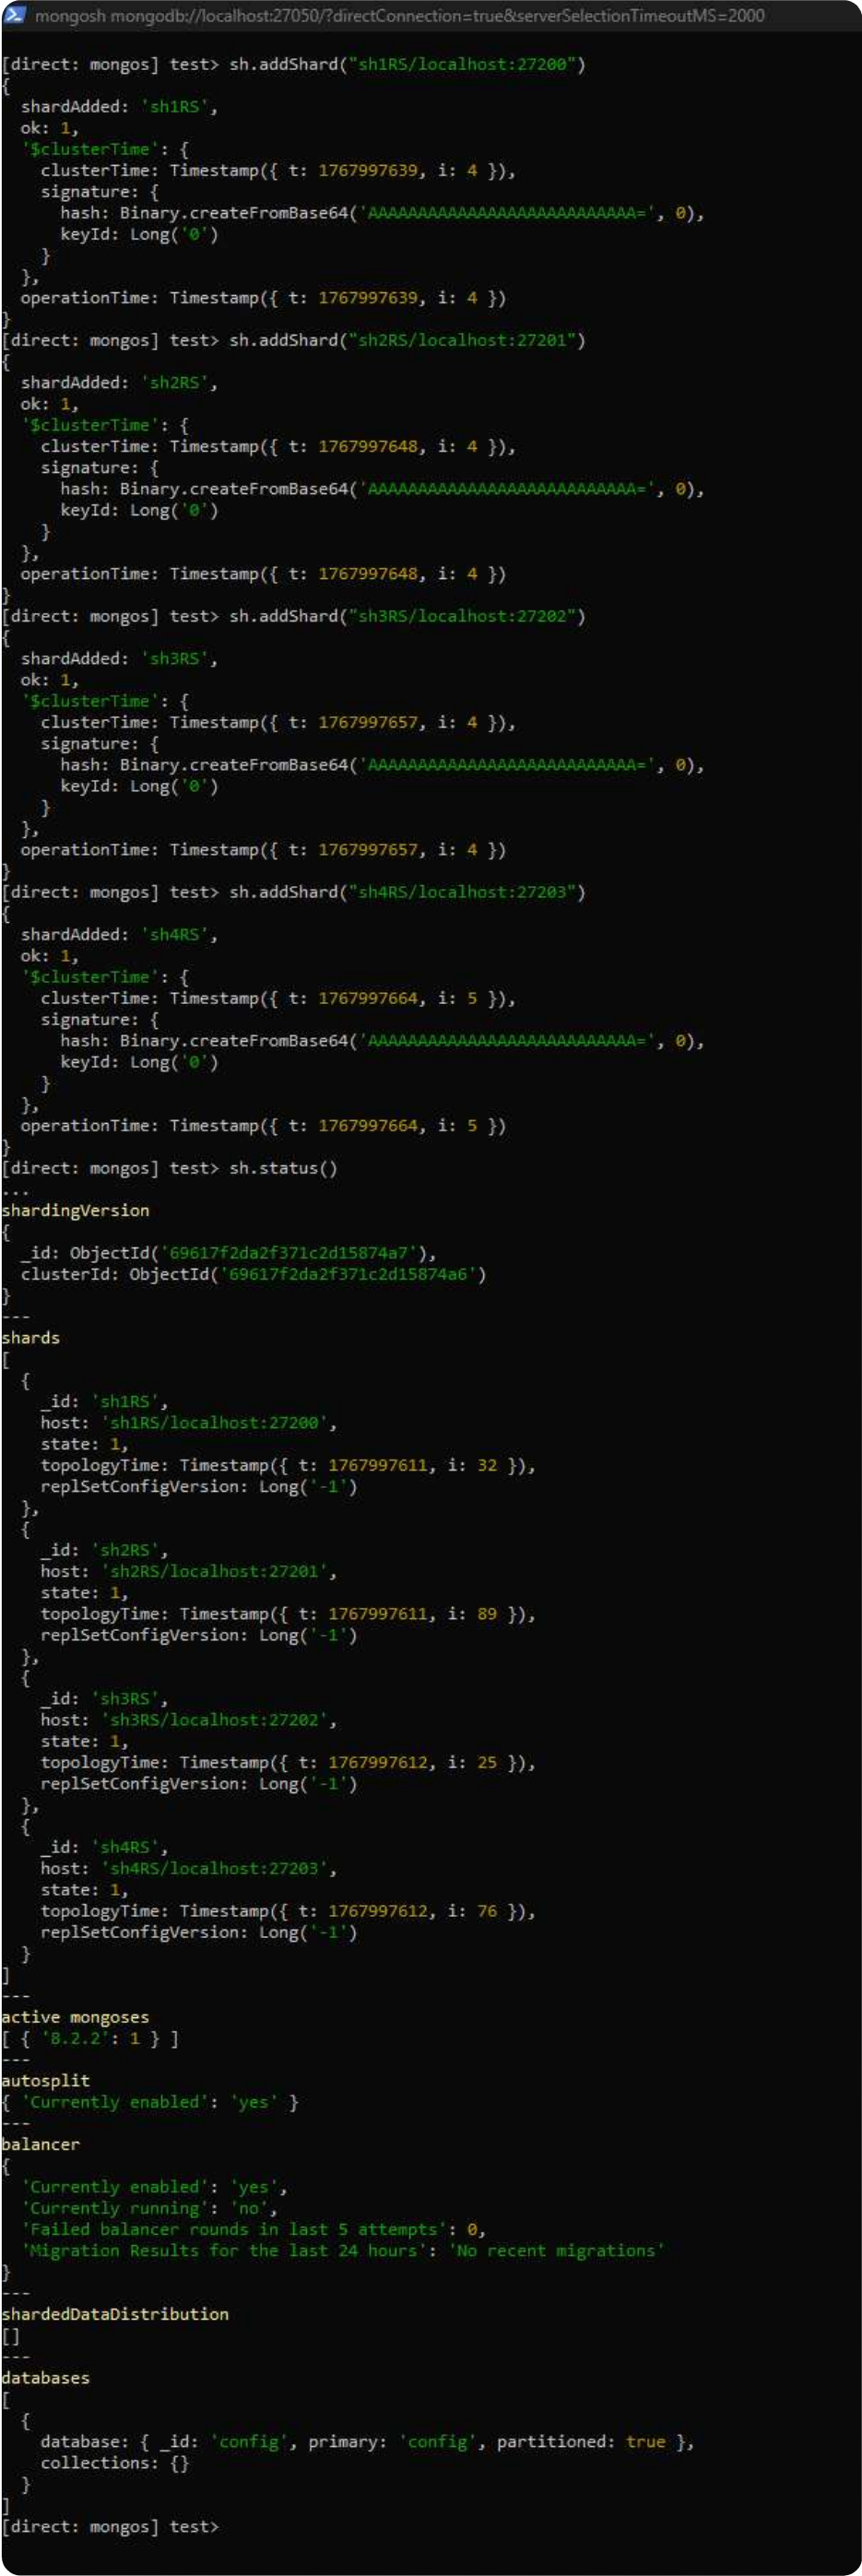 mongosh mongodb://localhost:27050/?directConnection=true&serverSelectionTimeoutMS=2000
[direct: mongos] test> sh.addShard("sh1RS/localhost:27200")
{
  shardAdded: 'sh1RS',
  ok: 1,
  '$clusterTime': {
    clusterTime: Timestamp({ t: 1767997639, i: 4 }),
    signature: {
      hash: Binary.createFromBase64('AAAAAAAAAAAAAAAAAAAAAAAAAAA=', 0),
      keyId: Long('0')
    }
  },
  operationTime: Timestamp({ t: 1767997639, i: 4 })
}
[direct: mongos] test> sh.addShard("sh2RS/localhost:27201")
{
  shardAdded: 'sh2RS',
  ok: 1,
  '$clusterTime': {
    clusterTime: Timestamp({ t: 1767997648, i: 4 }),
    signature: {
      hash: Binary.createFromBase64('AAAAAAAAAAAAAAAAAAAAAAAAAAA=', 0),
      keyId: Long('0')
    }
  },
  operationTime: Timestamp({ t: 1767997648, i: 4 })
}
[direct: mongos] test> sh.addShard("sh3RS/localhost:27202")
{
  shardAdded: 'sh3RS',
  ok: 1,
  '$clusterTime': {
    clusterTime: Timestamp({ t: 1767997657, i: 4 }),
    signature: {
      hash: Binary.createFromBase64('AAAAAAAAAAAAAAAAAAAAAAAAAAA=', 0),
      keyId: Long('0')
    }
  },
  operationTime: Timestamp({ t: 1767997657, i: 4 })
}
[direct: mongos] test> sh.addShard("sh4RS/localhost:27203")
{
  shardAdded: 'sh4RS',
  ok: 1,
  '$clusterTime': {
    clusterTime: Timestamp({ t: 1767997664, i: 5 }),
    signature: {
      hash: Binary.createFromBase64('AAAAAAAAAAAAAAAAAAAAAAAAAAA=', 0),
      keyId: Long('0')
    }
  },
  operationTime: Timestamp({ t: 1767997664, i: 5 })
}
[direct: mongos] test> sh.status()
...
shardingVersion
{
  _id: ObjectId('69617f2da2f371c2d15874a7'),
  clusterId: ObjectId('69617f2da2f371c2d15874a6')
}
---
shards
[
  {
    _id: 'sh1RS',
    host: 'sh1RS/localhost:27200',
    state: 1,
    topologyTime: Timestamp({ t: 1767997611, i: 32 }),
    replSetConfigVersion: Long('-1')
  },
  {
    _id: 'sh2RS',
    host: 'sh2RS/localhost:27201',
    state: 1,
    topologyTime: Timestamp({ t: 1767997611, i: 89 }),
    replSetConfigVersion: Long('-1')
  },
  {
    _id: 'sh3RS',
    host: 'sh3RS/localhost:27202',
    state: 1,
    topologyTime: Timestamp({ t: 1767997612, i: 25 }),
    replSetConfigVersion: Long('-1')
  },
  {
    _id: 'sh4RS',
    host: 'sh4RS/localhost:27203',
    state: 1,
    topologyTime: Timestamp({ t: 1767997612, i: 76 }),
    replSetConfigVersion: Long('-1')
  }
]
---
active mongoses
[ { '8.2.2': 1 } ]
---
autosplit
{ 'Currently enabled': 'yes' }
---
balancer
{
  'Currently enabled': 'yes',
  'Currently running': 'no',
  'Failed balancer rounds in last 5 attempts': 0,
  'Migration Results for the last 24 hours': 'No recent migrations'
}
---
shardedDataDistribution
[]
---
databases
[
  {
    database: { _id: 'config', primary: 'config', partitioned: true },
    collections: {}
  }
]
[direct: mongos] test>